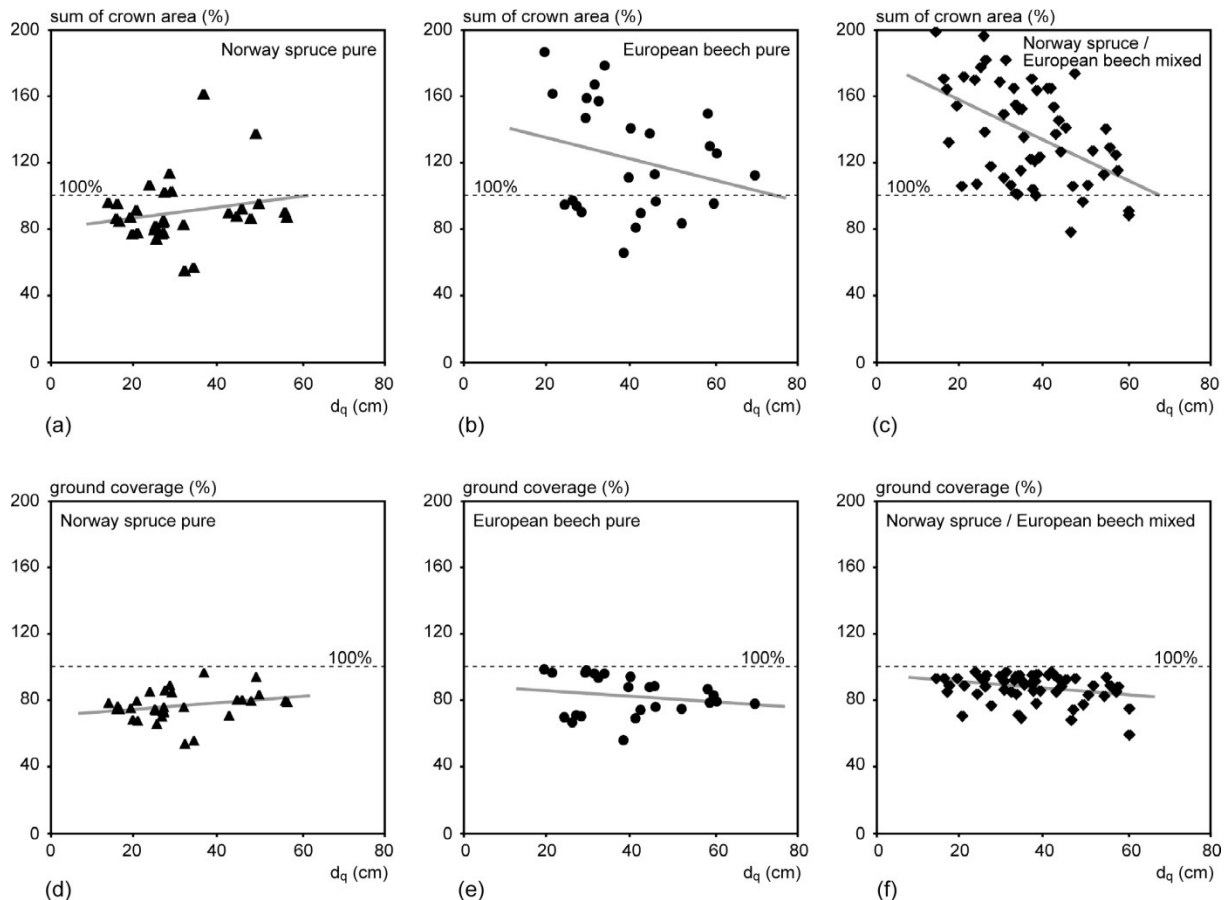 sum of crown area (%)
Norway spruce pure
200
160
120
100%
80
40
0
0 20 40 60 80
dq (cm)
(a)
sum of crown area (%)
European beech pure
200
160
120
100%
80
40
0
0 20 40 60 80
dq (cm)
(b)
sum of crown area (%)
Norway spruce /
European beech mixed
200
160
120
100%
80
40
0
0 20 40 60 80
dq (cm)
(c)
ground coverage (%)
200
Norway spruce pure
160
120
100%
80
40
0
0 20 40 60 80
dq (cm)
(d)
ground coverage (%)
200
European beech pure
160
120
100%
80
40
0
0 20 40 60 80
dq (cm)
(e)
ground coverage (%)
200
Norway spruce / European beech mixed
160
120
100%
80
40
0
0 20 40 60 80
dq (cm)
(f)